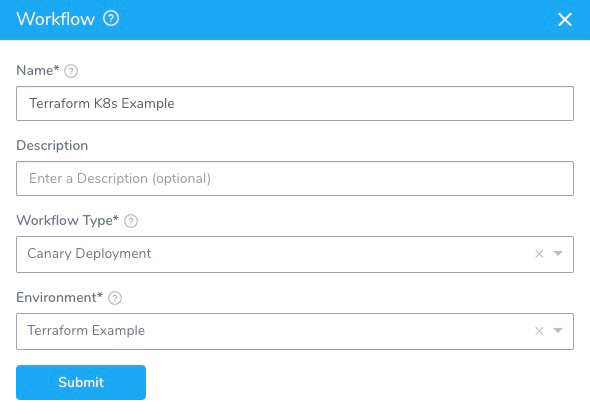 Workflow ?
Name* ?
Terraform K8s Example
Description
Enter a Description (optional)
Workflow Type* ?
Canary Deployment
Environment* ?
Terraform Example
Submit